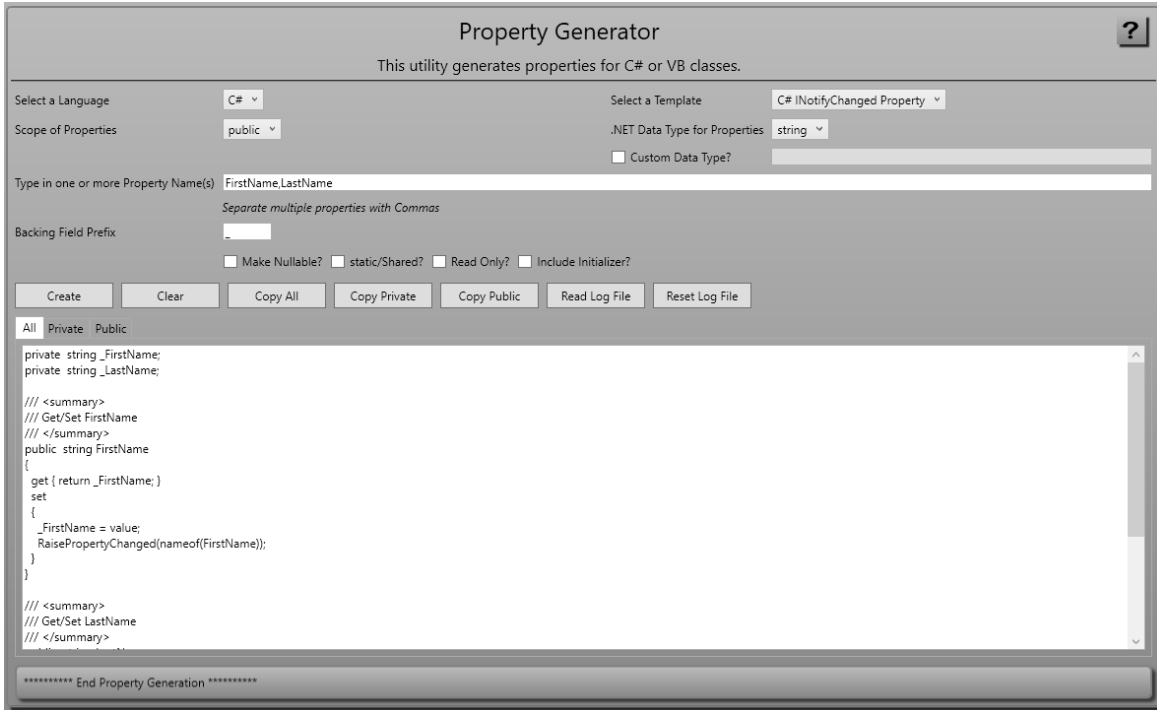 Property Generator
?
This utility generates properties for C# or VB classes.
Select a Language C# Select a Template C# INotifyChanged Property
Scope of Properties public .NET Data Type for Properties string
Custom Data Type?
Type in one or more Property Name(s) FirstName,LastName
Separate multiple properties with Commas
Backing Field Prefix _
Make Nullable? static/Shared? Read Only? Include Initializer?
Create Clear Copy All Copy Private Copy Public Read Log File Reset Log File
All Private Public
private  string _FirstName;
private  string _LastName;
/// <summary>
/// Get/Set FirstName
/// </summary>
public  string FirstName
{
  get { return _FirstName; }
  set
  {
    _FirstName = value;
    RaisePropertyChanged(nameof(FirstName));
  }
}
/// <summary>
/// Get/Set LastName
/// </summary>
********** End Property Generation **********